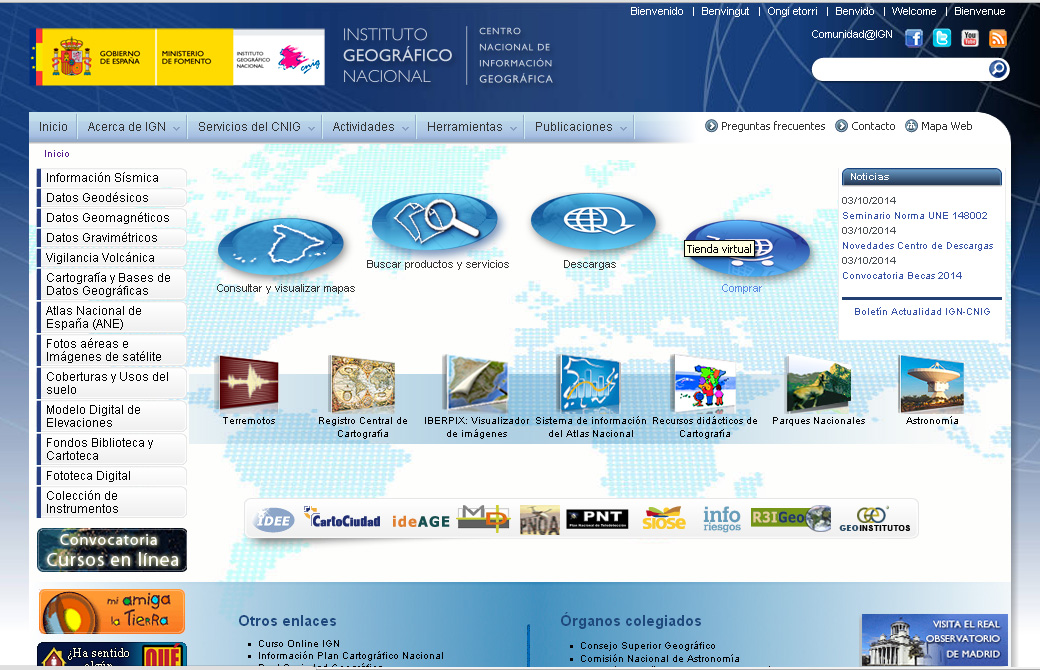 Bienvenido | Benvingut | Ongi etorri | Benvido | Welcome | Bienvenue
GOBIERNO
DE ESPAÑA
MINISTERIO
DE FOMENTO
INSTITUTO
GEOGRÁFICO
NACIONAL
cnig
INSTITUTO
GEOGRÁFICO
NACIONAL
CENTRO
NACIONAL DE
INFORMACIÓN
GEOGRÁFICA
Comunidad@IGN
You
Inicio
Acerca de IGN
Servicios del CNIG
Actividades
Herramientas
Publicaciones
Preguntas frecuentes
Contacto
Mapa Web
Inicio
Información Sísmica
Datos Geodésicos
Datos Geomagnéticos
Datos Gravimétricos
Vigilancia Volcánica
Cartografía y Bases de
Datos Geográficas
Atlas Nacional de
España (ANE)
Fotos aéreas e
Imágenes de satélite
Coberturas y Usos del
suelo
Modelo Digital de
Elevaciones
Fondos Biblioteca y
Cartoteca
Fototeca Digital
Colección de
Instrumentos
Convocatoria
Cursos en línea
mi amiga
la Tierra
¿Ha sentido
algún
QUÉ
Consultar y visualizar mapas
Buscar productos y servicios
Descargas
Tienda virtual
Comprar
Noticias
03/10/2014
Seminario Norma UNE 148002
03/10/2014
Novedades Centro de Descargas
03/10/2014
Convocatoria Becas 2014
Boletín Actualidad IGN-CNIG
Terremotos
Registro Central de
Cartografía
IBERPIX: Visualizador
de imágenes
Sistema de información
del Atlas Nacional
Recursos didácticos de
Cartografía
Parques Nacionales
Astronomía
iDEE
CartoCiudad
ideAGE
PNOA
PNT
Plan Nacional de Teledetección
SIOSE
info
riesgos
R3IGeo
GEOINSTITUTOS
Otros enlaces
Curso Online IGN
Información Plan Cartográfico Nacional
Órganos colegiados
Consejo Superior Geográfico
Comisión Nacional de Astronomía
VISITA EL REAL
OBSERVATORIO
DE MADRID